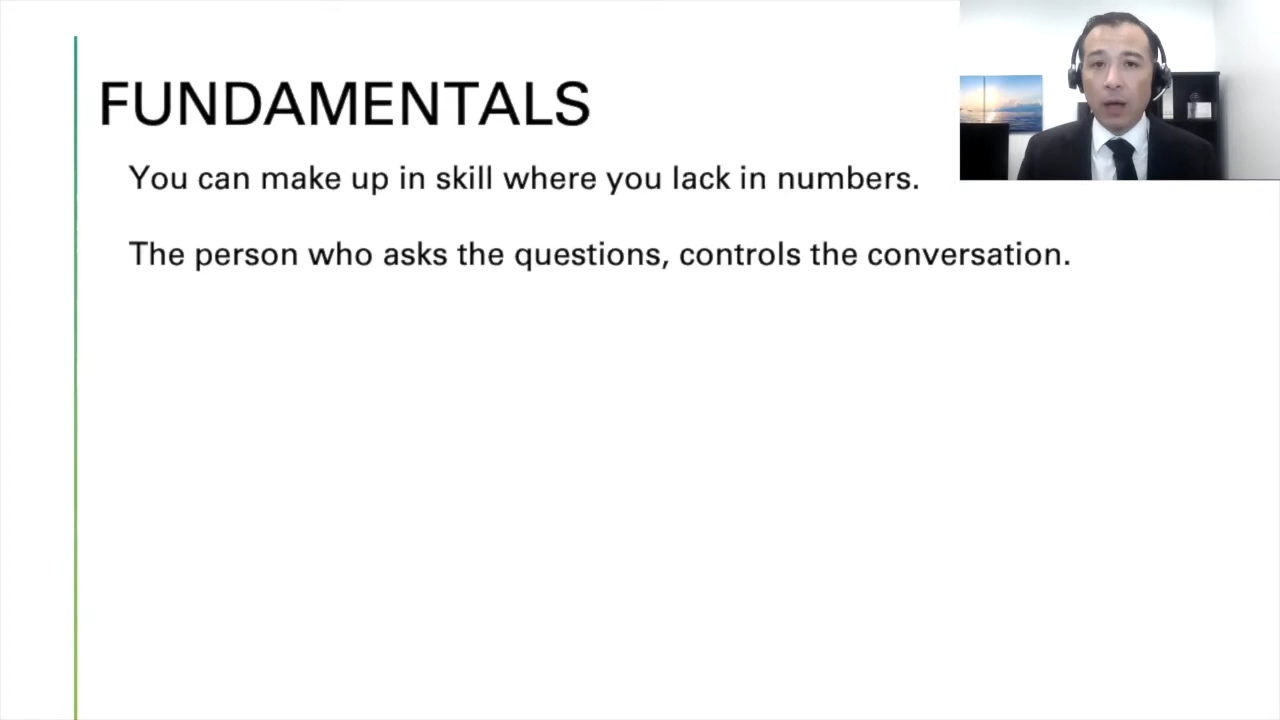 FUNDAMENTALS
You can make up in skill where you lack in numbers.
The person who asks the questions, controls the conversation.